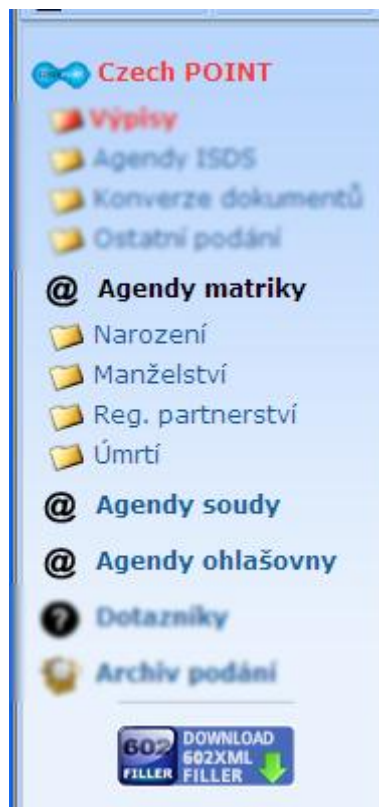 Czech POINT
Výpisy
Agendy ISDS
Konverze dokumentů
Ostatní podání
@ Agendy matriky
Narození
Manželství
Reg. partnerství
Úmrtí
@ Agendy soudy
@ Agendy ohlašovny
? Dotazníky
Archiv podání
602 FILLER DOWNLOAD 602XML FILLER